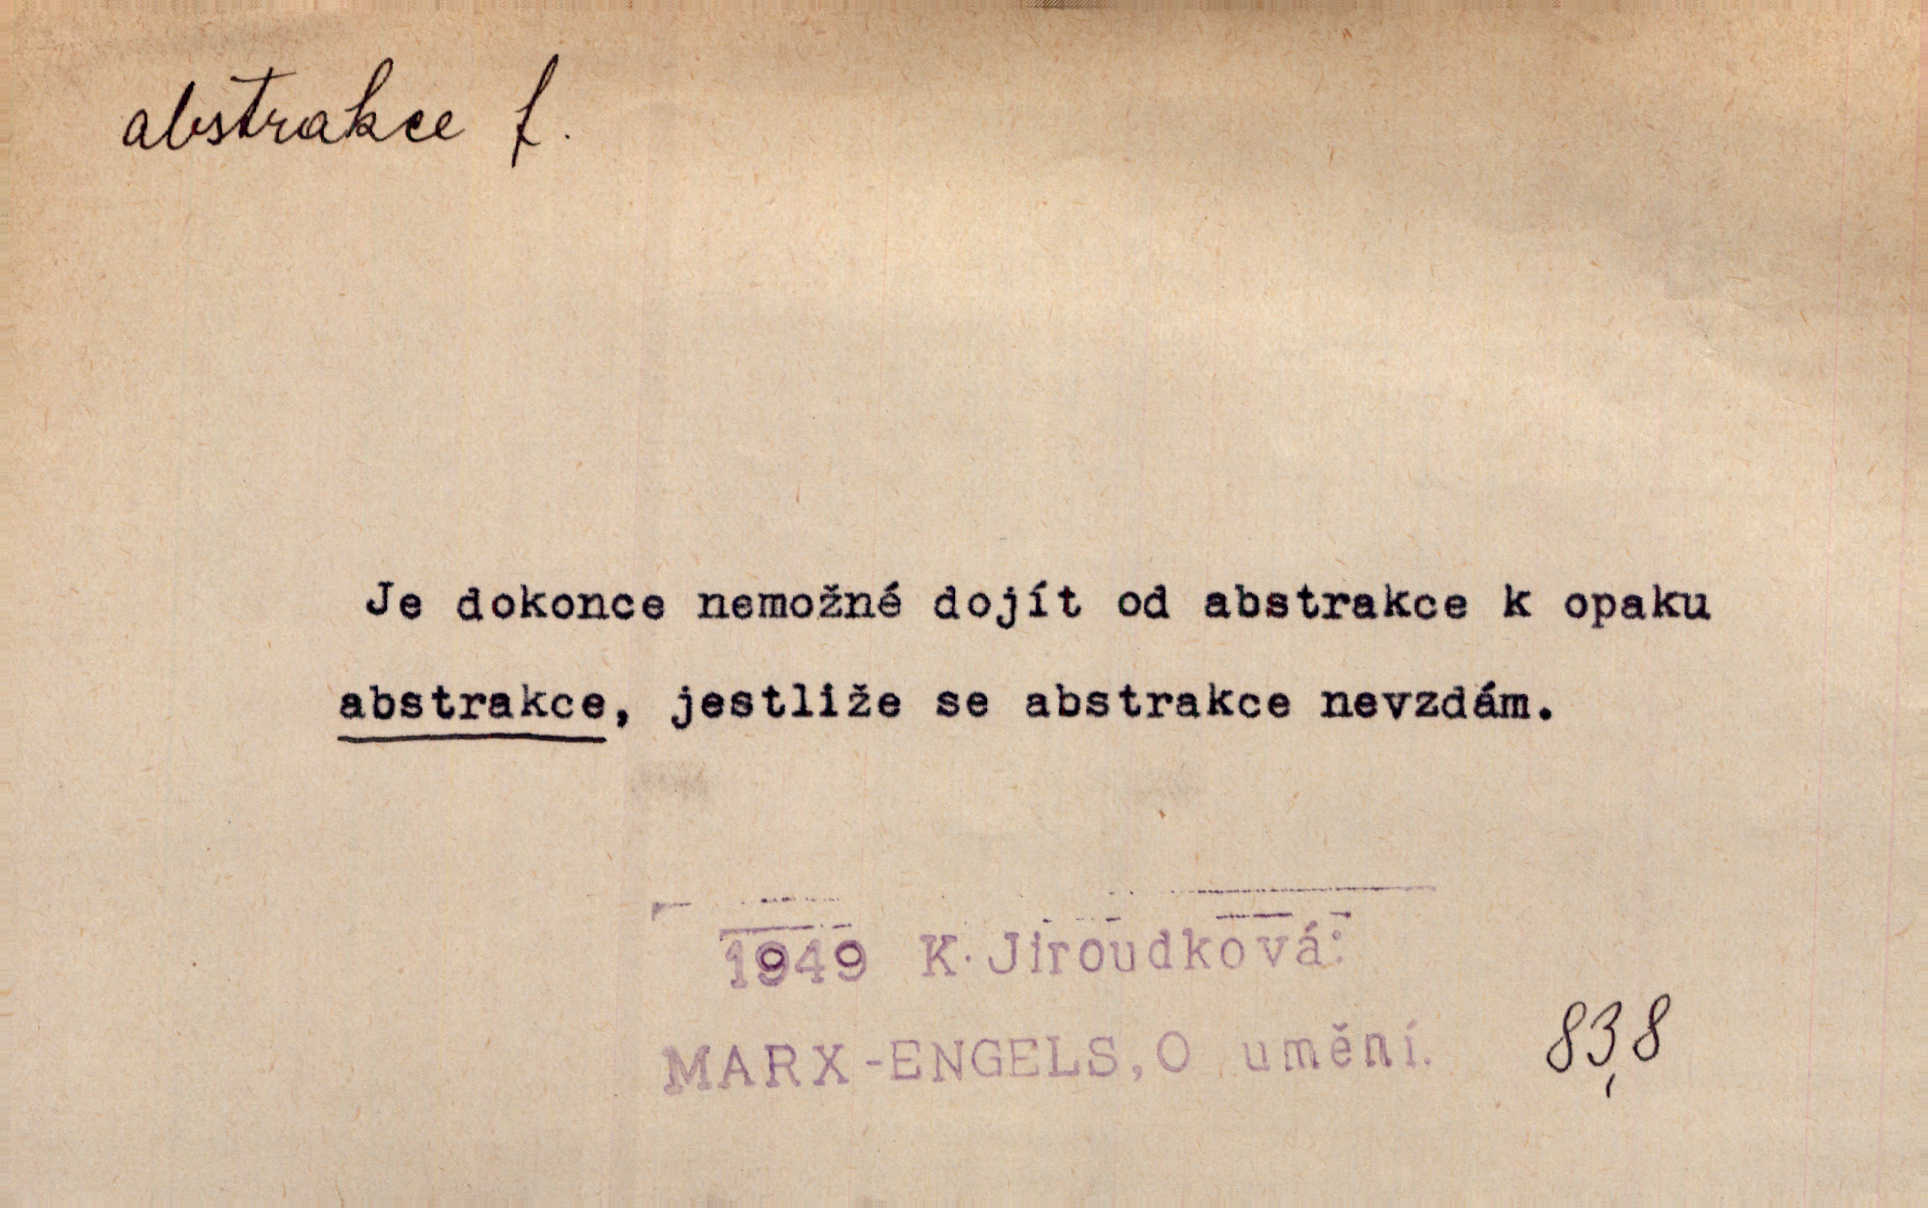 abstrakce f.
Je dokonce nemožné dojít od abstrakce k opaku
abstrakce, jestliže se abstrakce nevzdám.
1949 K. Jiroudková:
MARX-ENGELS, O umění.
83,8